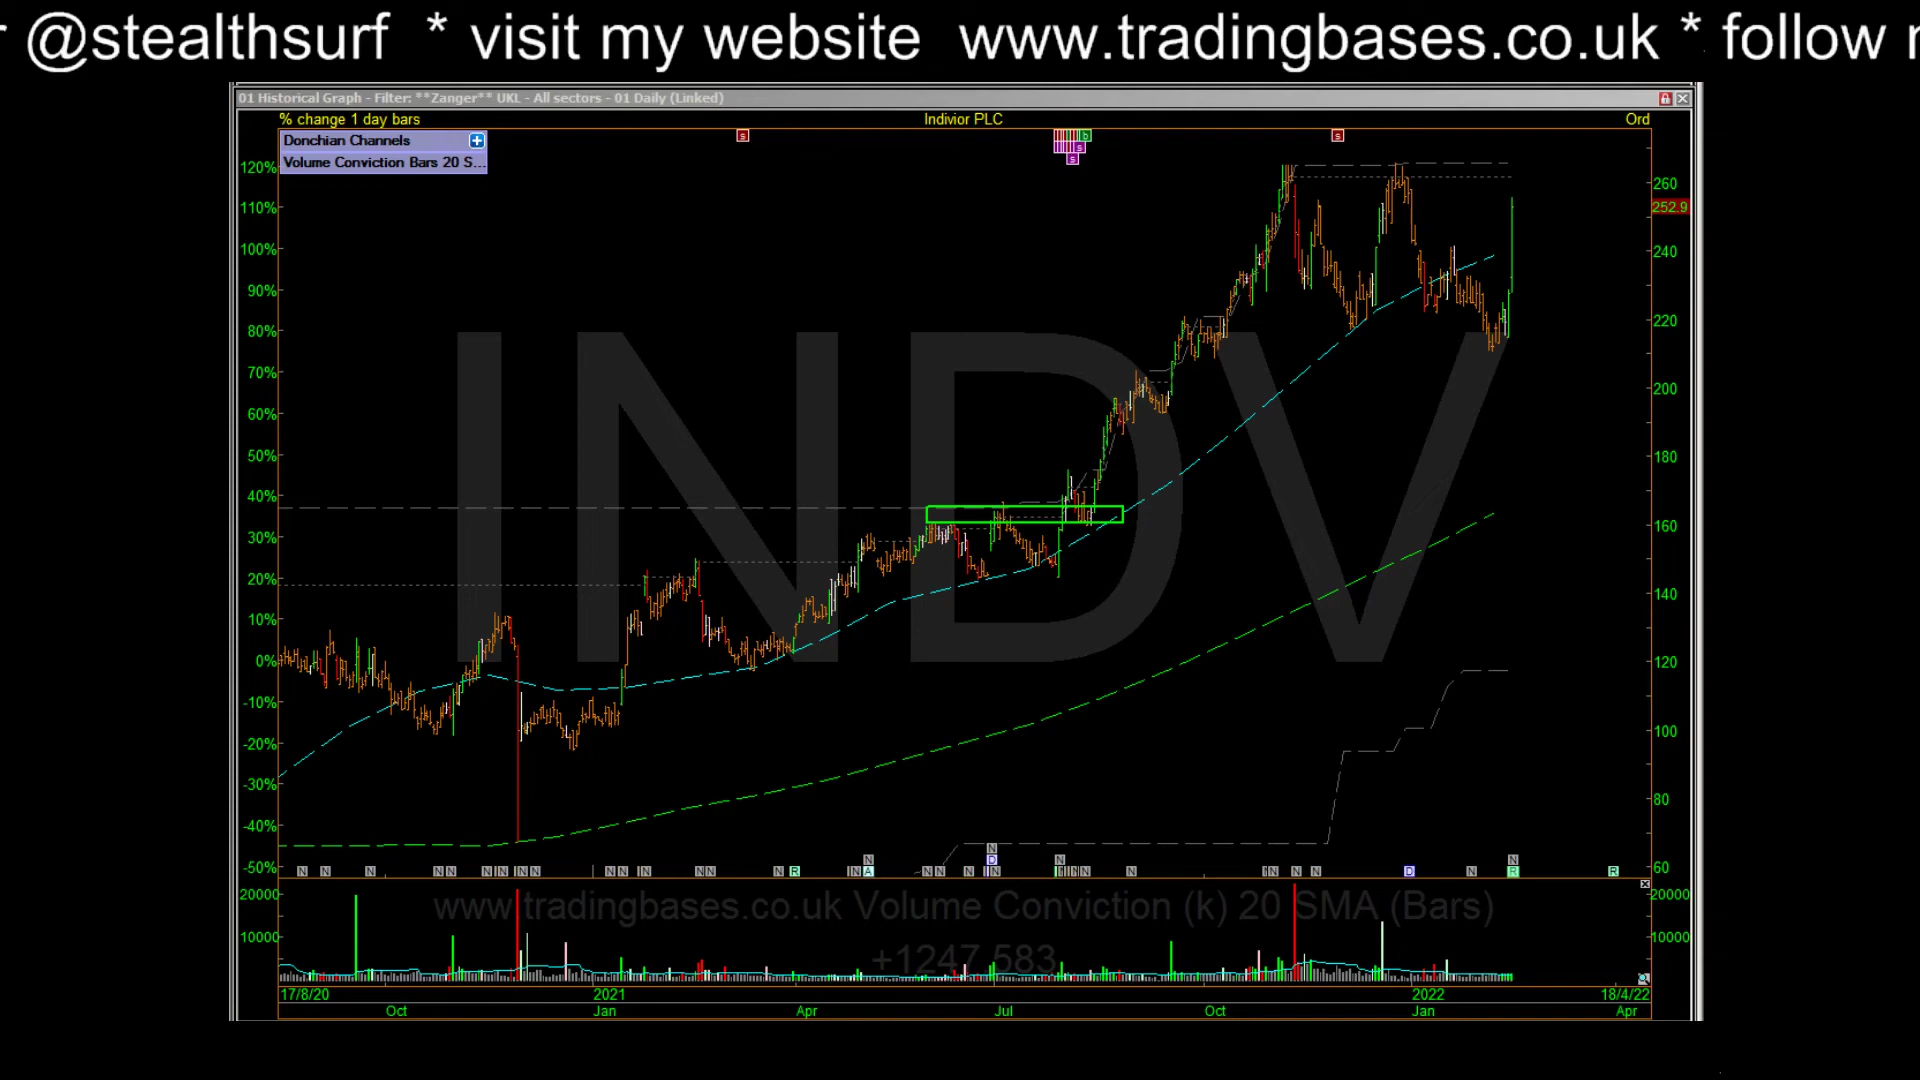 r @stealthsurf * visit my website www.tradingbases.co.uk * follow
01 Historical Graph - Filter: **Zanger** UKL - All sectors - 01 Daily (Linked)
% change 1 day bars
Indivior PLC
Ord
Donchian Channels
Volume Conviction Bars 20 S...
s
s
b
s
s
120%
110%
100%
90%
80%
70%
60%
50%
40%
30%
20%
10%
0%
-10%
-20%
-30%
-40%
-50%
260
252.9
240
220
200
180
160
140
120
100
80
60
INDV
20000
10000
www.tradingbases.co.uk Volume Conviction (k) 20 SMA (Bars)
+1247.583
20000
10000
17/8/20
2021
2022
18/4/22
Oct
Jan
Apr
Jul
Oct
Jan
Apr